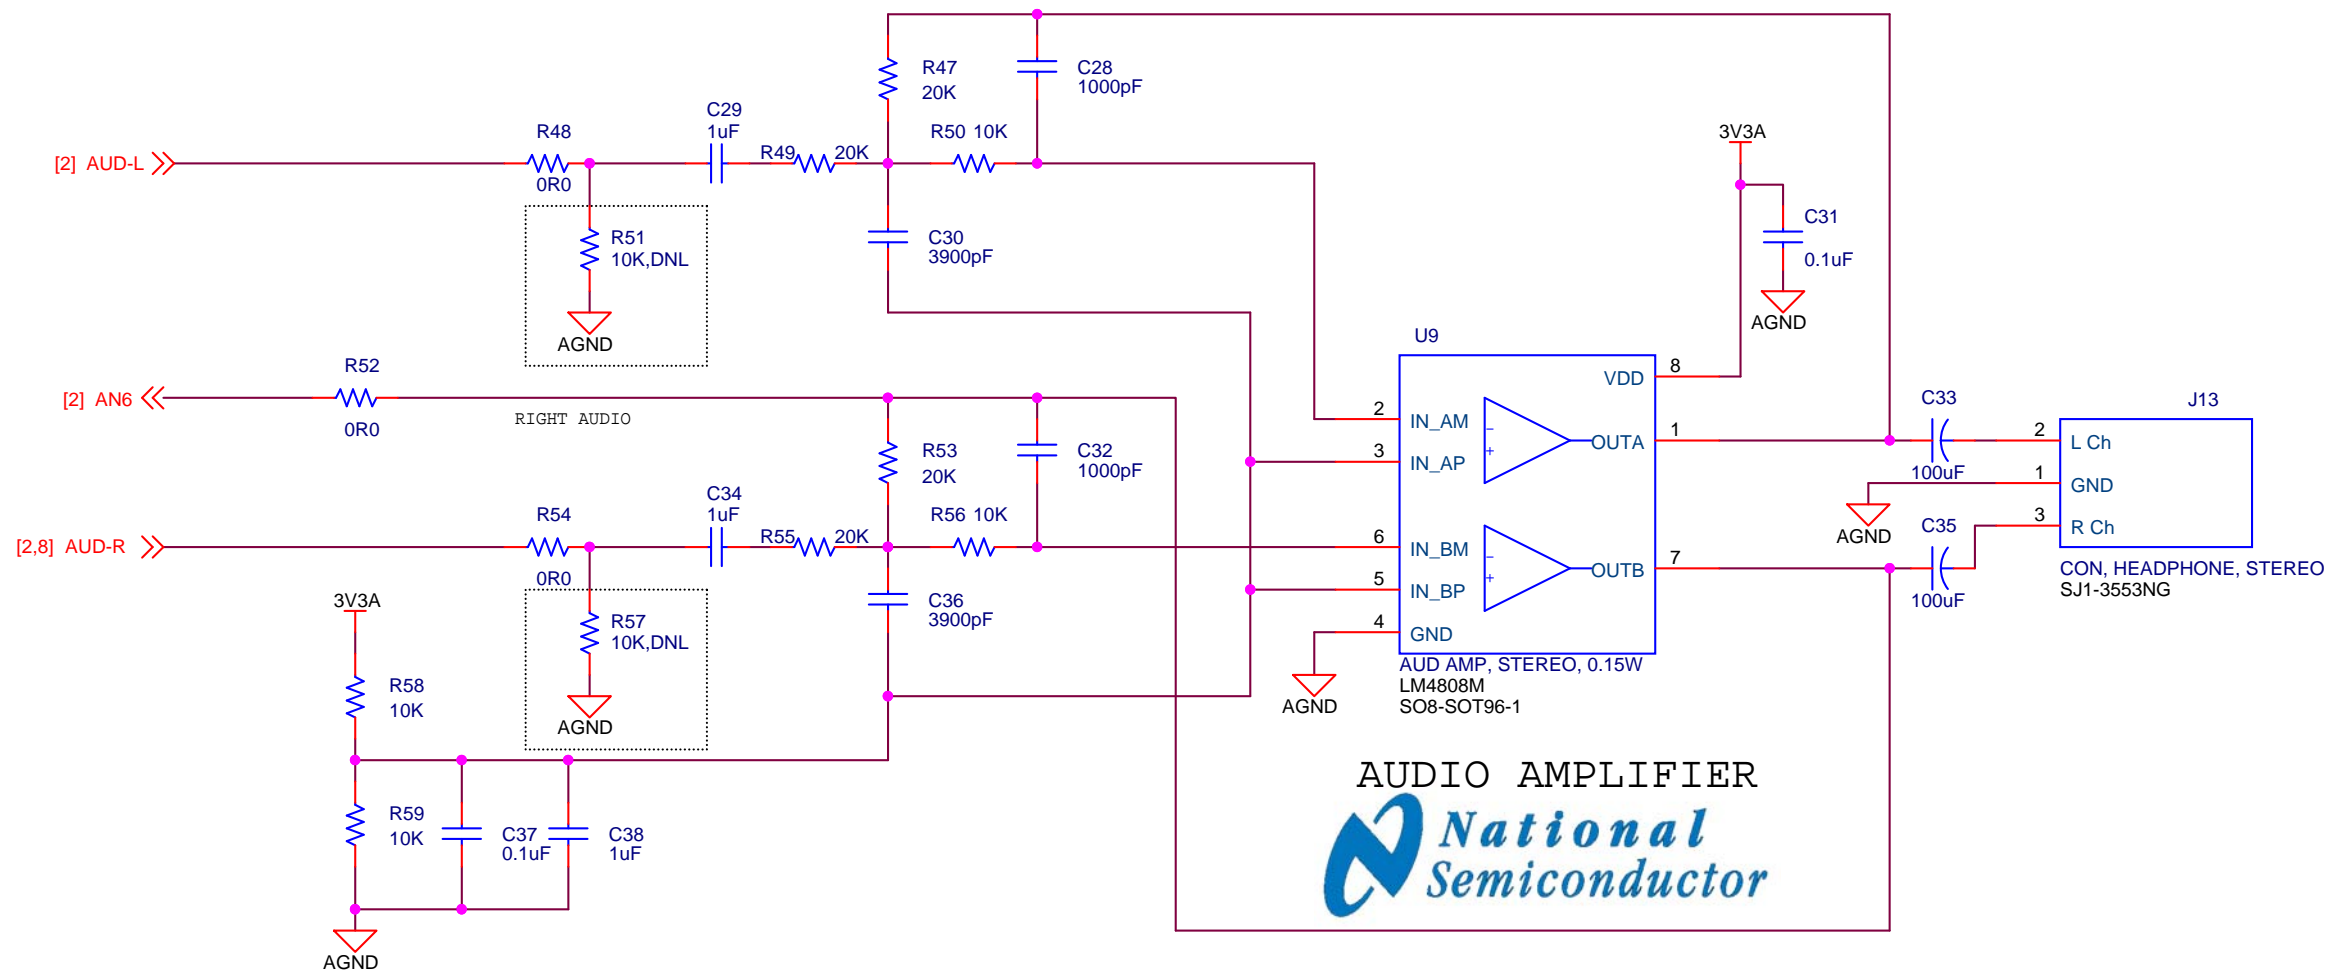 R47
20K
C28
1000pF
C29
1uF
R48
0R0
R49 20K
R50 10K
3V3A
[2] AUD-L
R51
10K,DNL
AGND
C30
3900pF
C31
0.1uF
AGND
U9
R52
0R0
[2] AN6
RIGHT AUDIO
R53
20K
C32
1000pF
VDD 8
2 IN_AM
3 IN_AP
OUTA 1
6 IN_BM
5 IN_BP
OUTB 7
4 GND
- + - +
C33
100uF
J13
2 L Ch
1 GND
3 R Ch
AGND
C35
100uF
CON, HEADPHONE, STEREO
SJ1-3553NG
C34
1uF
R54
0R0
R55 20K
R56 10K
[2,8] AUD-R
3V3A
R57
10K,DNL
AGND
C36
3900pF
AUD AMP, STEREO, 0.15W
LM4808M
SO8-SOT96-1
AGND
R58
10K
R59
10K
C37
0.1uF
C38
1uF
AGND
AUDIO AMPLIFIER
National
Semiconductor